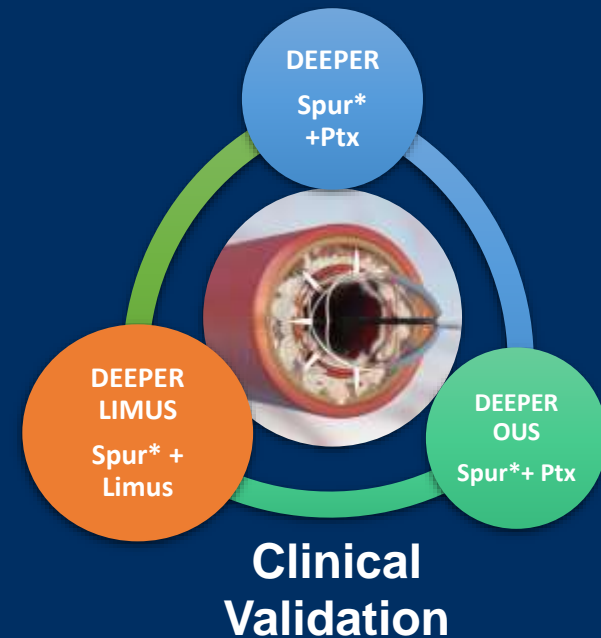 DEEPER
Spur*
+Ptx
DEEPER
LIMUS
Spur* +
Limus
DEEPER
OUS
Spur*+ Ptx
Clinical
Validation